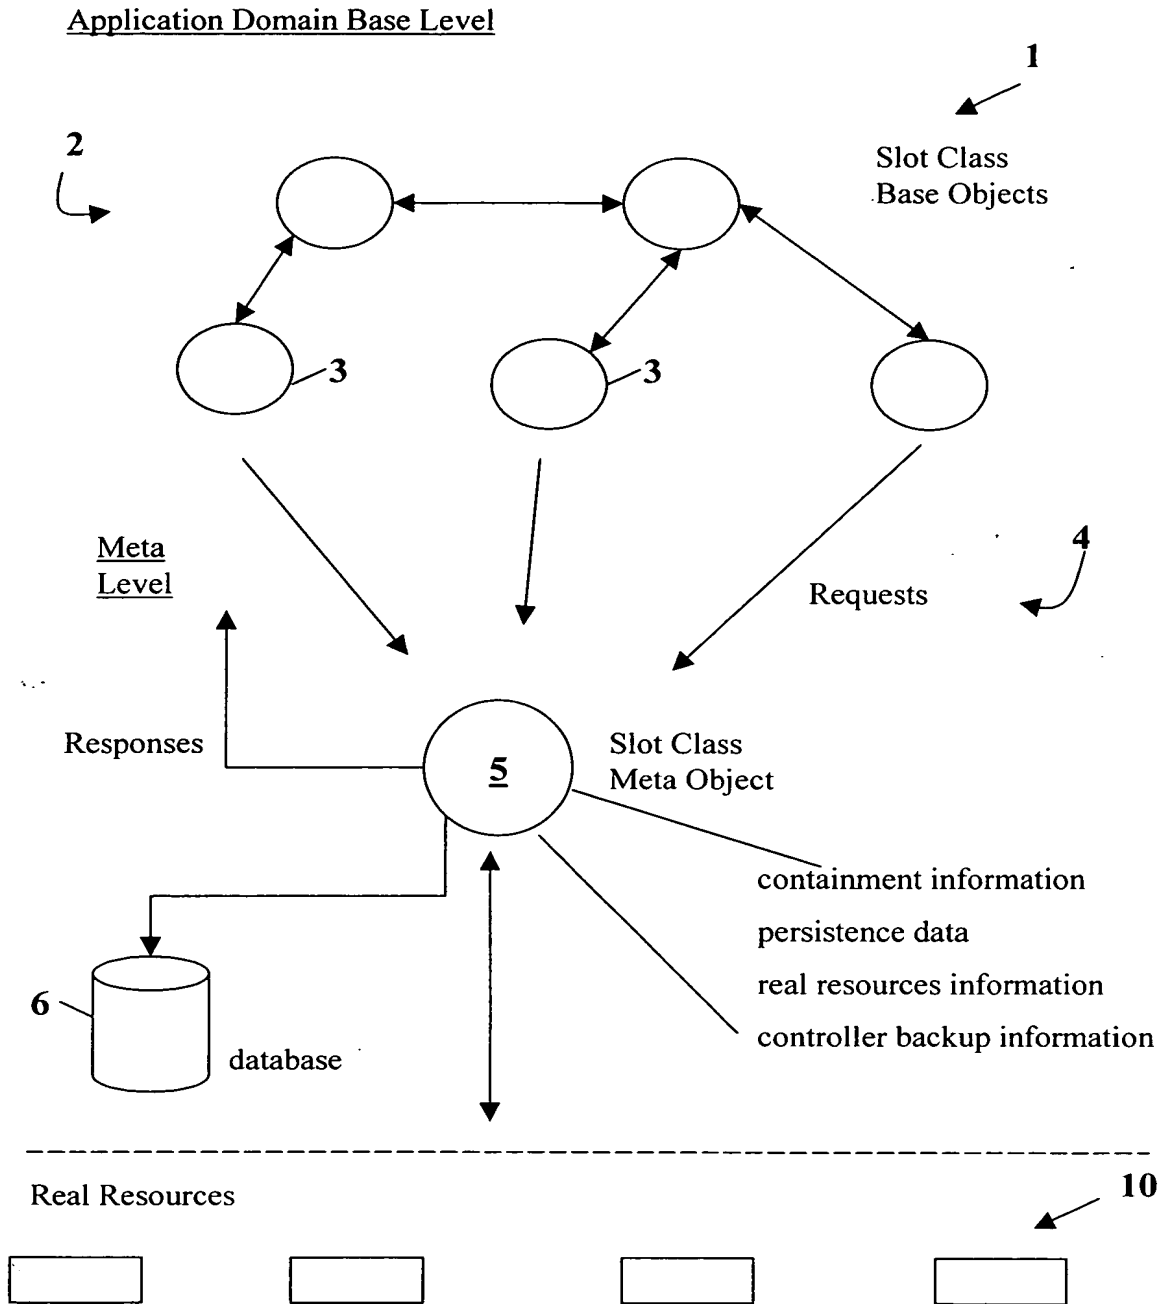 Application Domain Base Level
1
2
Slot Class
Base Objects
3
3
Meta
Level
4
Requests
Responses
5
Slot Class
Meta Object
containment information
persistence data
real resources information
controller backup information
6
database
Real Resources
10